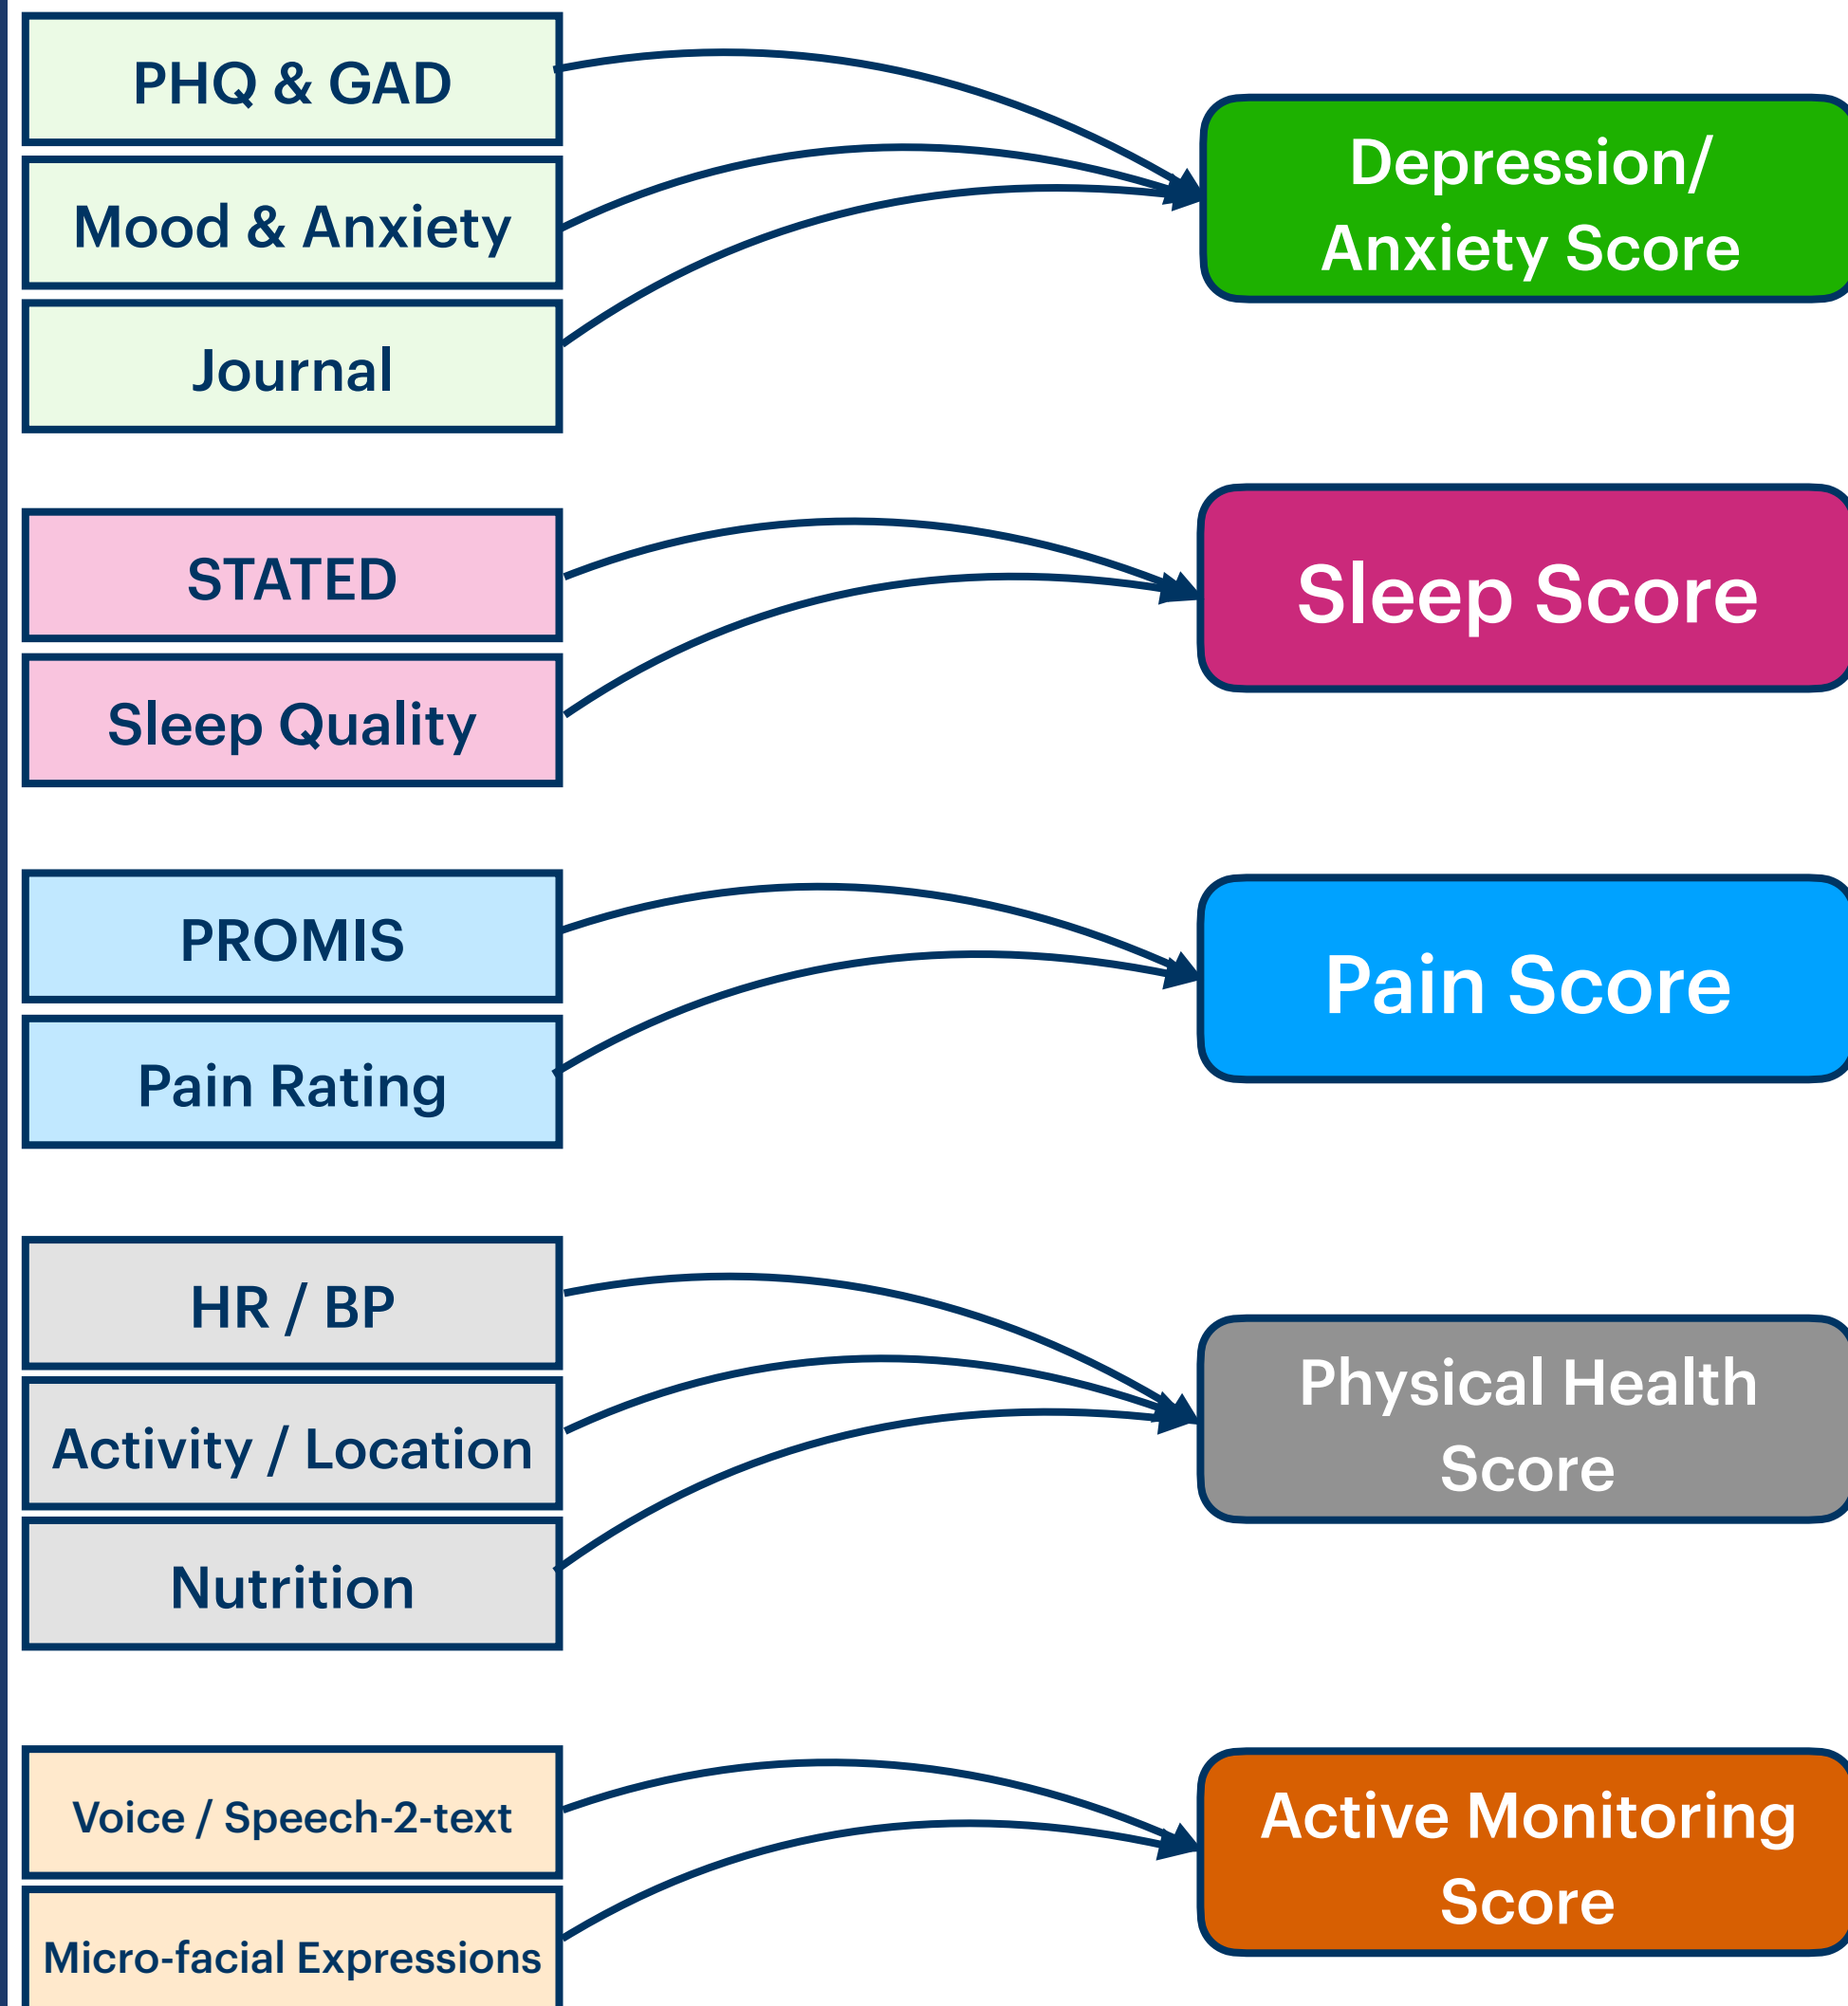 PHQ & GAD
Mood & Anxiety
Journal
Depression/
Anxiety Score
STATED
Sleep Quality
Sleep Score
PROMIS
Pain Rating
Pain Score
HR / BP
Activity / Location
Nutrition
Physical Health
Score
Voice / Speech-2-text
Micro-facial Expressions
Active Monitoring
Score